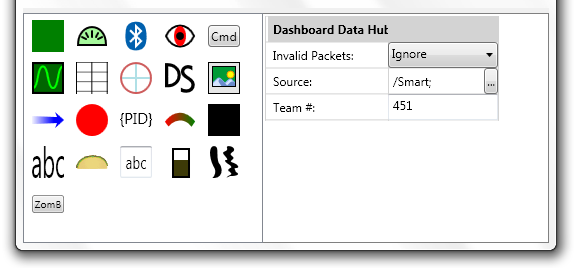 Cmd
DS
{PID}
abc
abc
ZomB
Dashboard Data Hub
Invalid Packets: Ignore
Source: /Smart; ...
Team #: 451